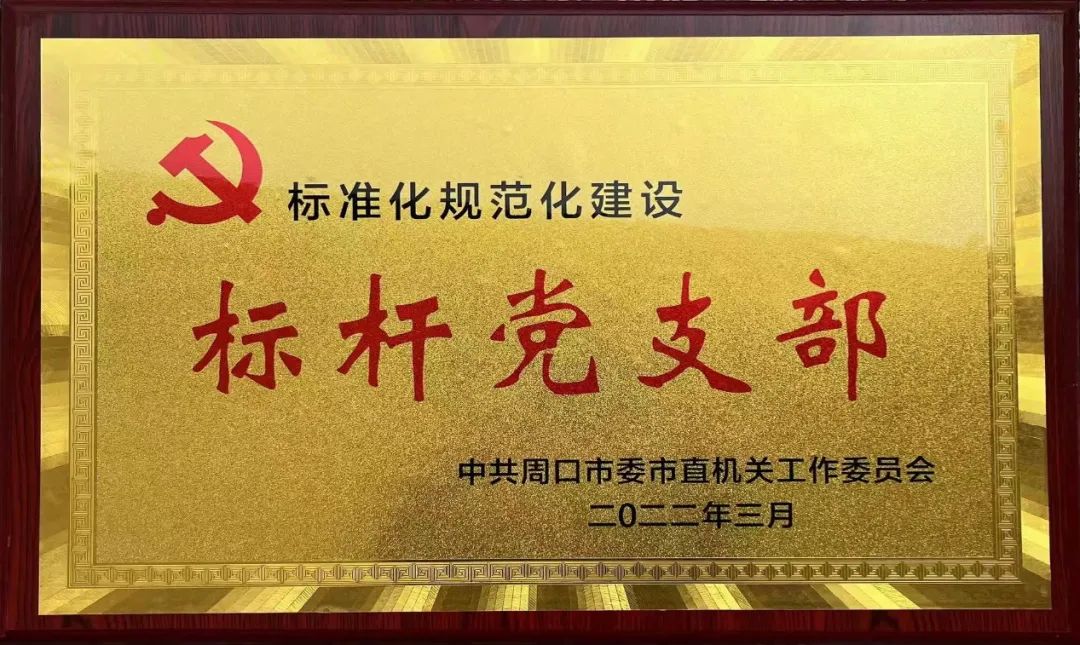 标准化规范化建设
标杆党支部
中共周口市委市直机关工作委员会
二0二二年三月